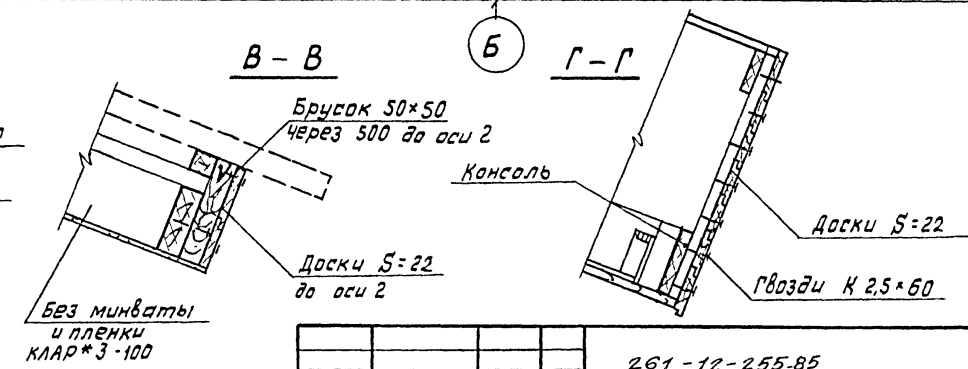 Б
В - В
Г - Г
Брусок 50×50
через 500 до оси 2
Консоль
Доски S=22
Доски S=22
до оси 2
Гвозди К 2,5×60
Без минваты
и пленки
КЛАР*3-100
261-12-255-85